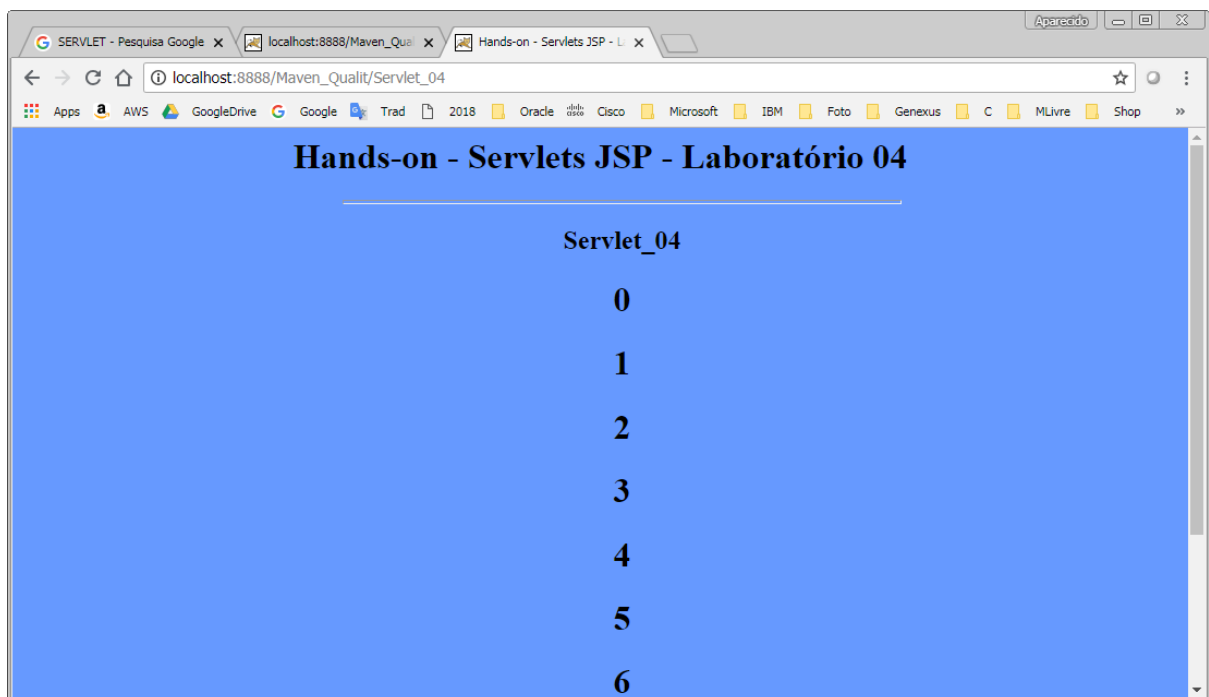 Aparecido
SERVLET - Pesquisa Google
localhost:8888/Maven_Qual
Hands-on - Servlets JSP - L
localhost:8888/Maven_Qualit/Servlet_04
Apps a AWS GoogleDrive G Google Trad 2018 Oracle cisco Cisco Microsoft IBM Foto Genexus C MLivre Shop »
Hands-on - Servlets JSP - Laboratório 04
Servlet_04
0
1
2
3
4
5
6